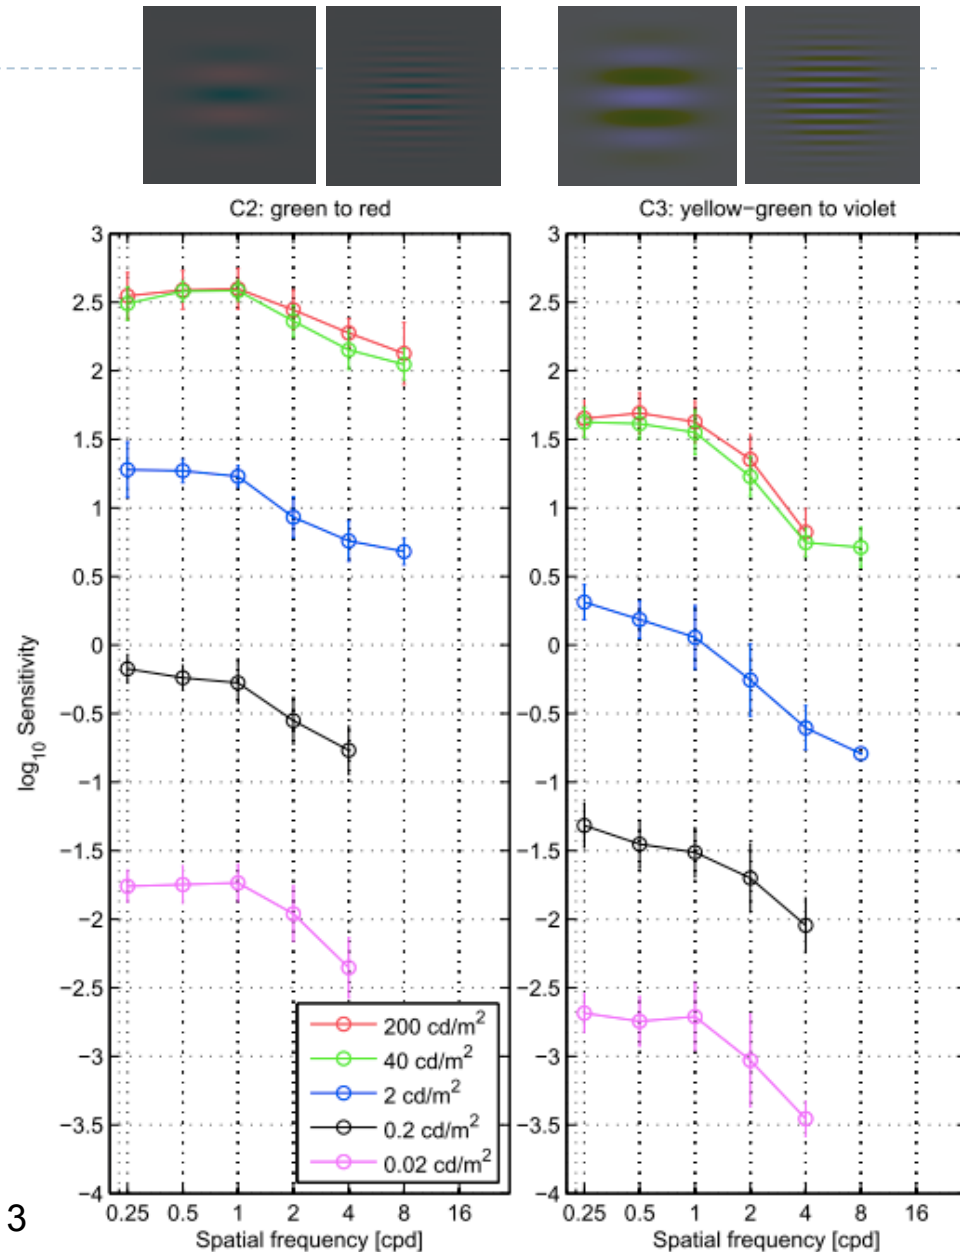 C2: green to red
C3: yellow−green to violet
3
2.5
2
1.5
1
0.5
0
−0.5
−1
−1.5
−2
−2.5
−3
−3.5
−4
log10 Sensitivity
0.25 0.5 1 2 4 8 16
Spatial frequency [cpd]
200 cd/m2
40 cd/m2
2 cd/m2
0.2 cd/m2
0.02 cd/m2
3
2.5
2
1.5
1
0.5
0
−0.5
−1
−1.5
−2
−2.5
−3
−3.5
−4
0.25 0.5 1 2 4 8 16
Spatial frequency [cpd]
3